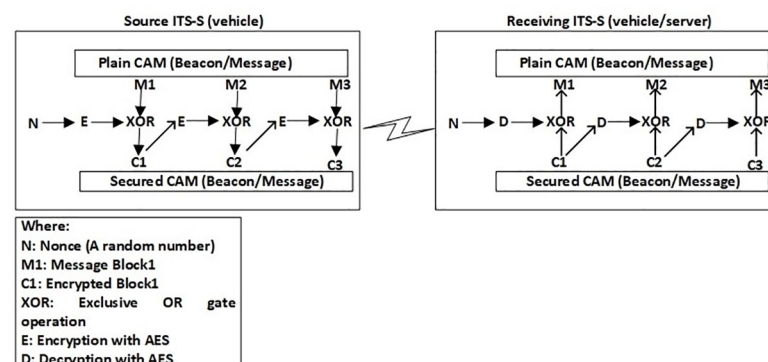 Source ITS-S (vehicle)
Plain CAM (Beacon/Message)
M1 M2 M3
N E XOR E XOR E XOR
C1 C2 C3
Secured CAM (Beacon/Message)
Receiving ITS-S (vehicle/server)
Plain CAM (Beacon/Message)
M1 M2 M3
N D XOR D XOR D XOR
C1 C2 C3
Secured CAM (Beacon/Message)
Where:
N: Nonce (A random number)
M1: Message Block1
C1: Encrypted Block1
XOR: Exclusive OR gate
operation
E: Encryption with AES
D: Decryption with AES